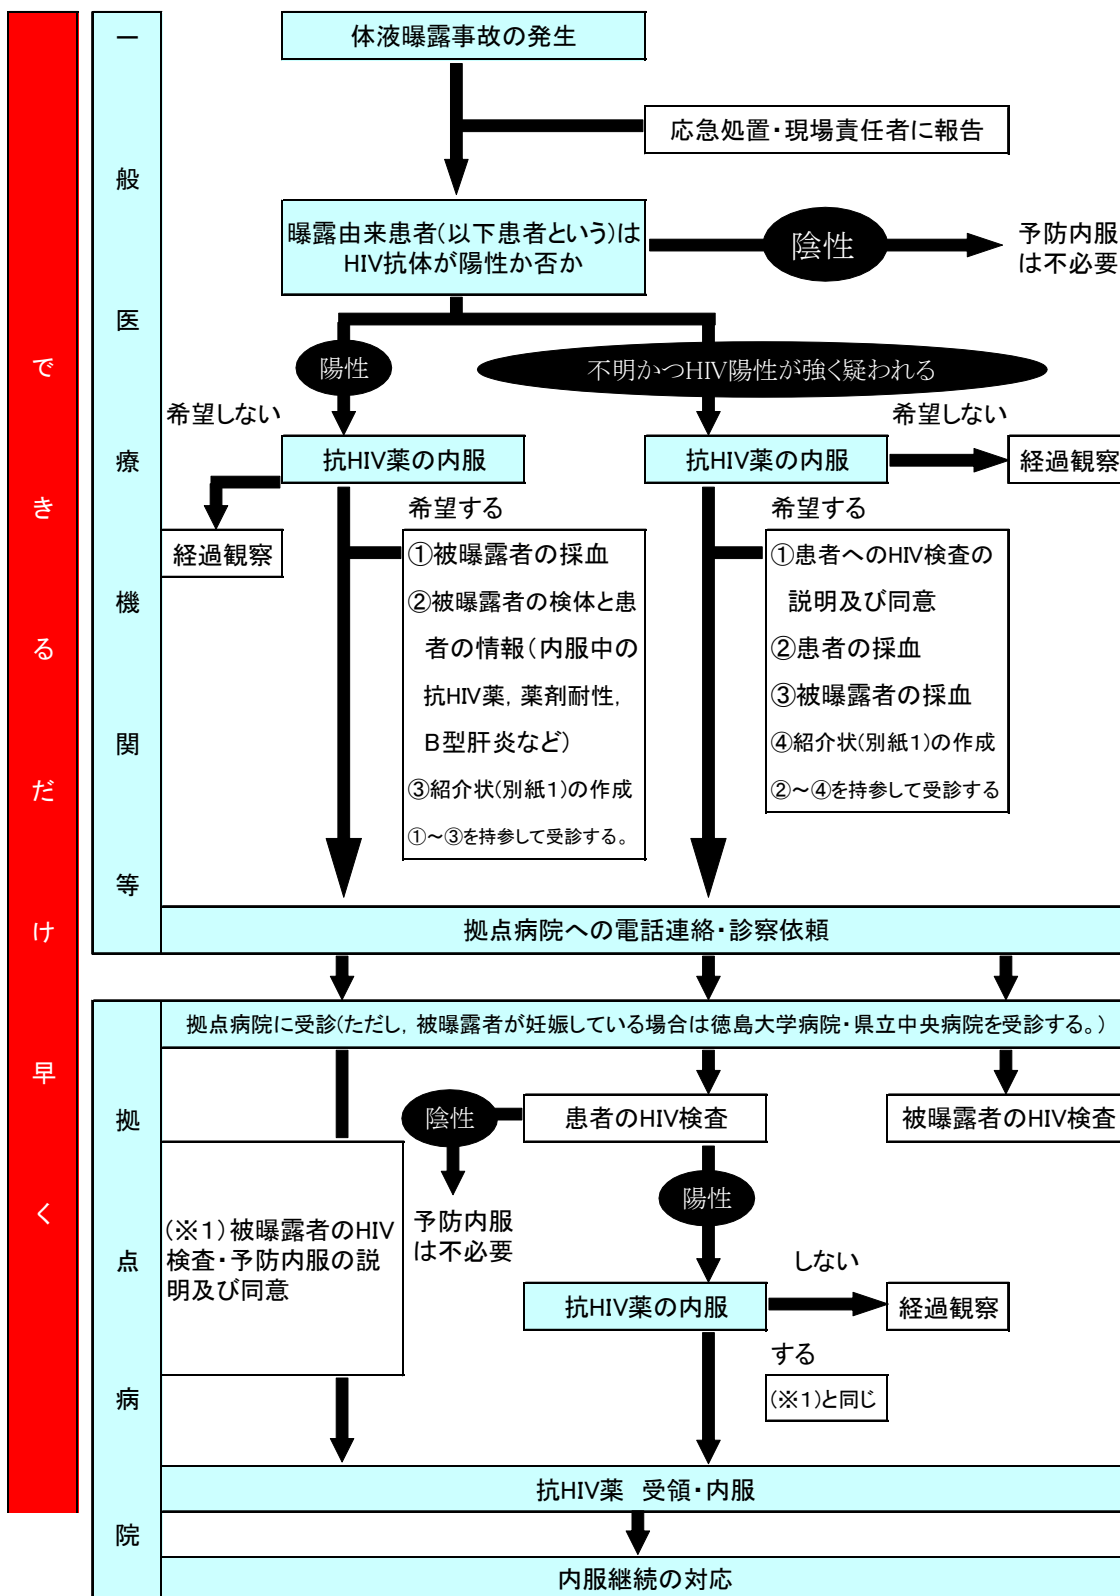 できるだけ早く
一般医療機関等
体液曝露事故の発生
応急処置・現場責任者に報告
曝露由来患者(以下患者という)は
HIV抗体が陽性か否か
陰性
予防内服
は不必要
陽性
不明かつHIV陽性が強く疑われる
希望しない
抗HIV薬の内服
希望する
経過観察
①被曝露者の採血
②被曝露者の検体と患
者の情報(内服中の
抗HIV薬, 薬剤耐性,
B型肝炎など)
③紹介状(別紙1)の作成
①～③を持参して受診する。
抗HIV薬の内服
希望しない
経過観察
希望する
①患者へのHIV検査の
説明及び同意
②患者の採血
③被曝露者の採血
④紹介状(別紙1)の作成
②～④を持参して受診する
拠点病院への電話連絡・診察依頼
拠点病院
拠点病院に受診(ただし, 被曝露者が妊娠している場合は徳島大学病院・県立中央病院を受診する。)
(※1)被曝露者のHIV
検査・予防内服の説
明及び同意
陰性
予防内服
は不必要
患者のHIV検査
被曝露者のHIV検査
陽性
抗HIV薬の内服
しない
経過観察
する
(※1)と同じ
抗HIV薬 受領・内服
内服継続の対応